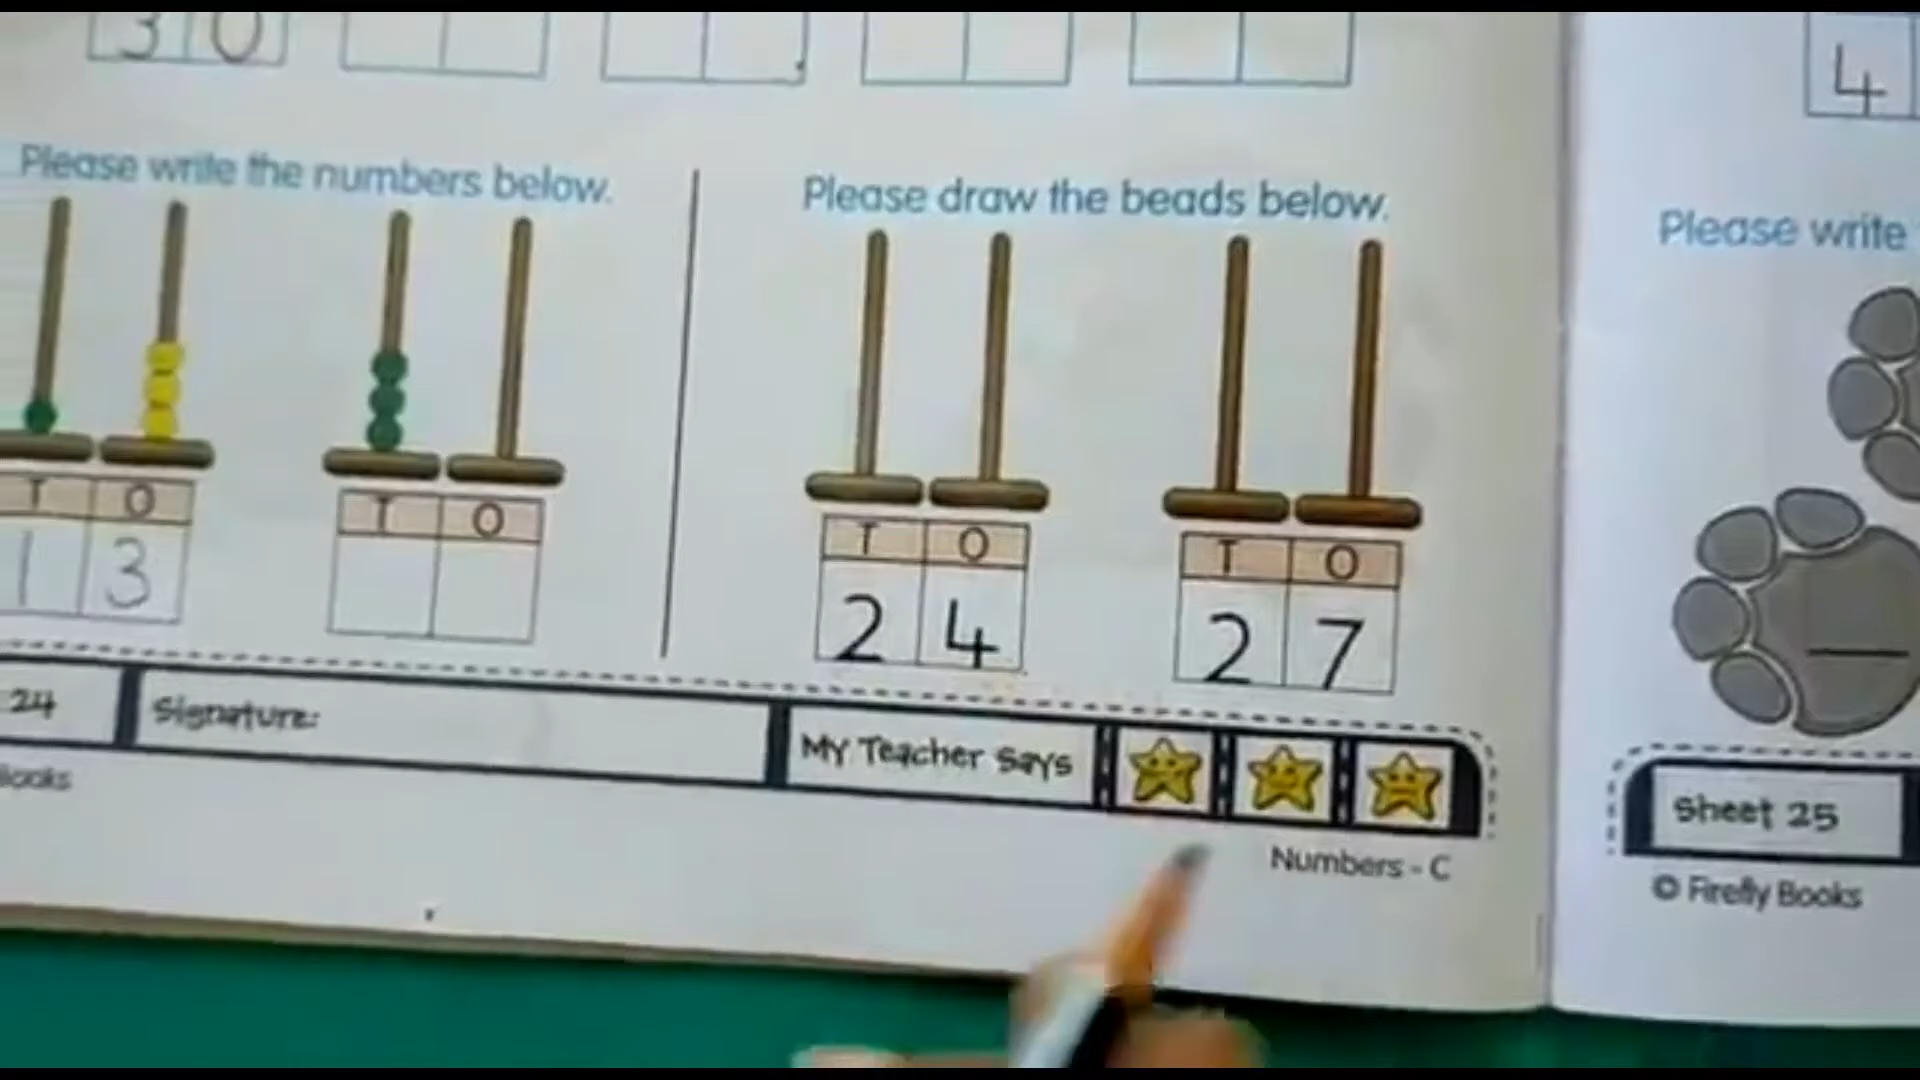 30
4
Please write the numbers below.
Please draw the beads below.
Please write
T O
T O
T O
T O
1 3
2 4
2 7
24
Signature:
My Teacher Says
Sheet 25
Books
Numbers - C
© Firefly Books